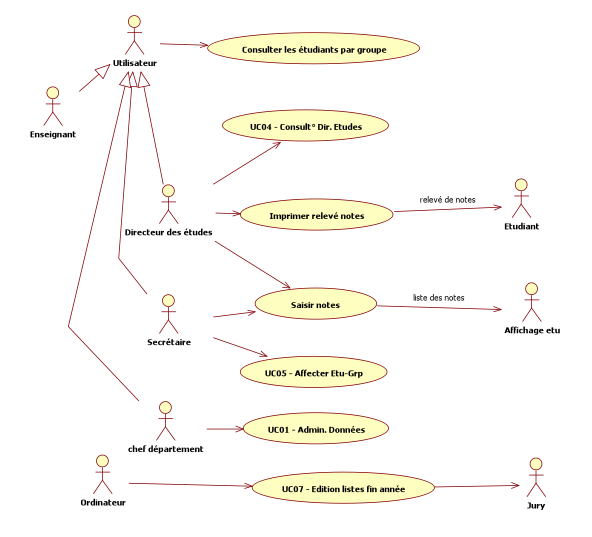 Consulter les étudiants par groupe
Utilisateur
Enseignant
UC04 - Consult° Dir. Etudes
relevé de notes
Imprimer relevé notes
Etudiant
Directeur des études
liste des notes
Saisir notes
Affichage etu
Secrétaire
UC05 - Affecter Etu-Grp
UC01 - Admin. Données
chef département
UC07 - Edition listes fin année
Ordinateur
Jury